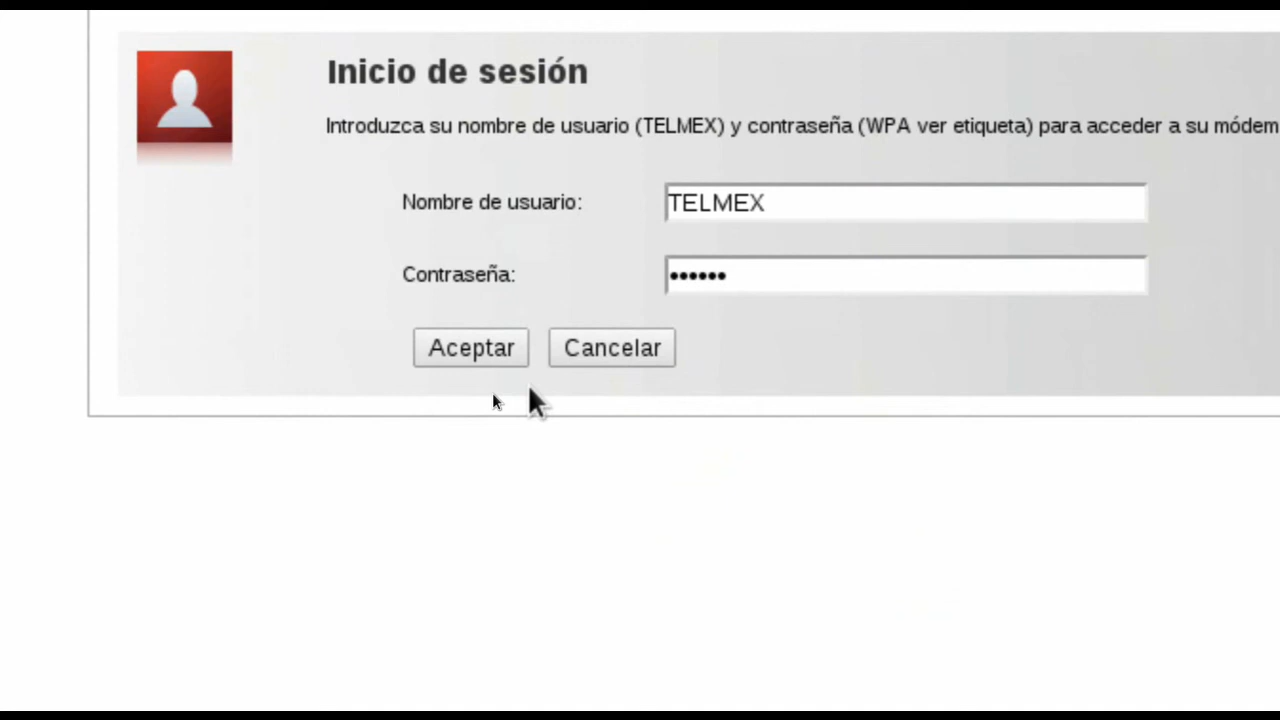 Inicio de sesión
Introduzca su nombre de usuario (TELMEX) y contraseña (WPA ver etiqueta) para acceder a su módem
Nombre de usuario: TELMEX
Contraseña: ••••••
Aceptar Cancelar